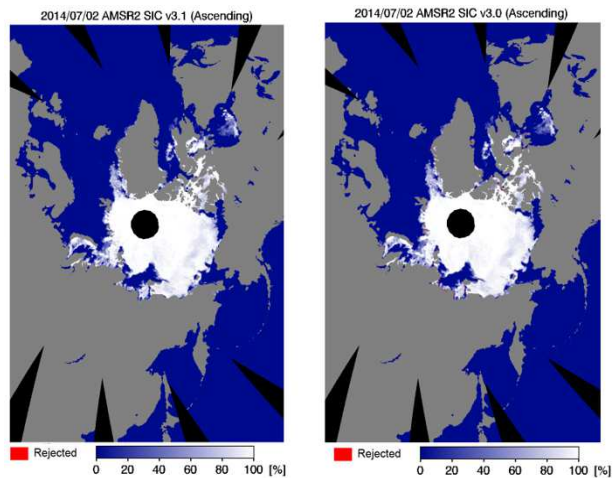 2014/07/02 AMSR2 SIC v3.1 (Ascending)
Rejected
0 20 40 60 80 100 [%]
2014/07/02 AMSR2 SIC v3.0 (Ascending)
Rejected
0 20 40 60 80 100 [%]